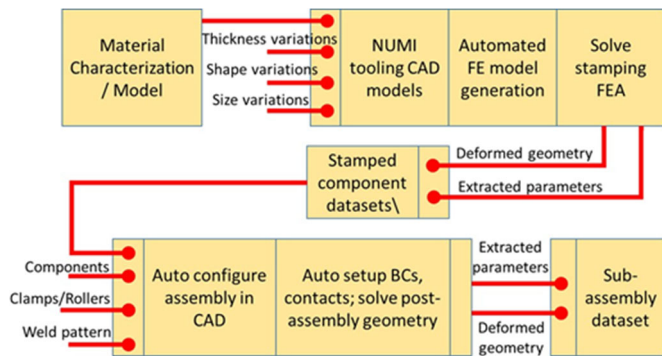 Material
Characterization
/ Model
Thickness variations
Shape variations
Size variations
NUMI
tooling CAD
models
Automated
FE model
generation
Solve
stamping
FEA
Deformed geometry
Extracted parameters
Stamped
component
datasets\
Components
Clamps/Rollers
Weld pattern
Auto configure
assembly in
CAD
Auto setup BCs,
contacts; solve post-
assembly geometry
Extracted
parameters
Deformed
geometry
Sub-
assembly
dataset